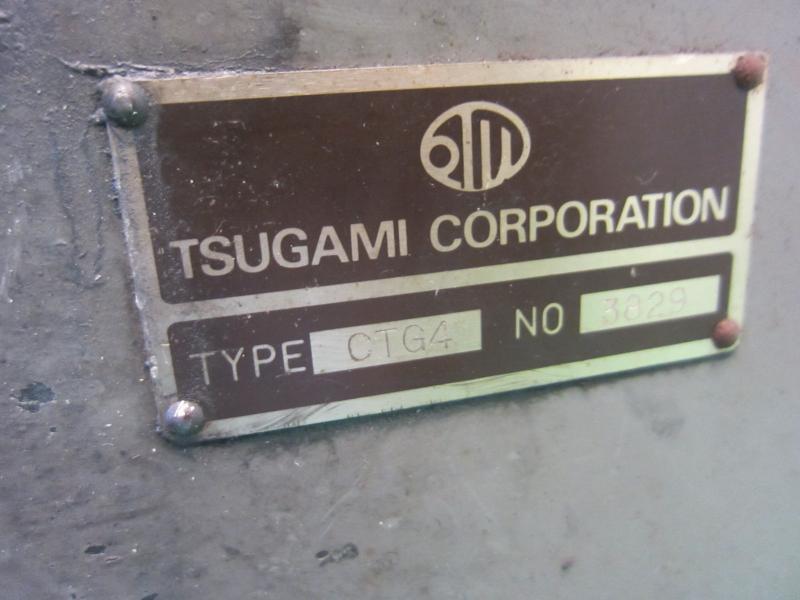 TSUGAMI CORPORATION
TYPE CTG4 NO 3829